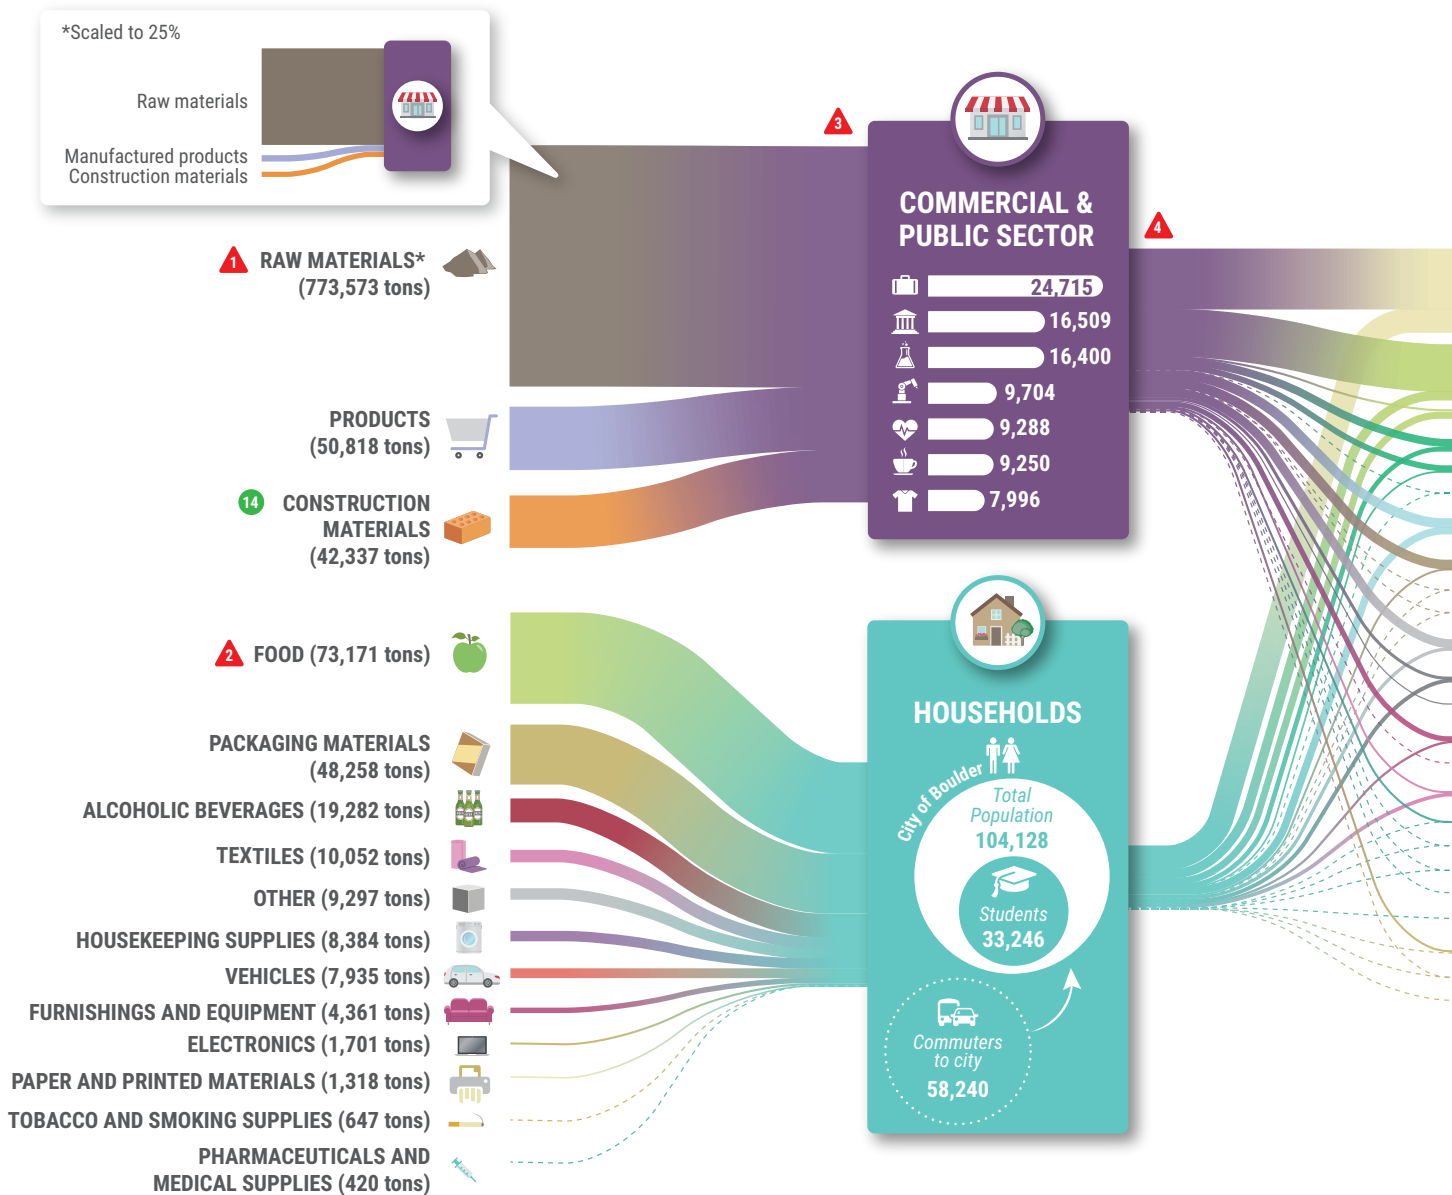 *Scaled to 25%
Raw materials
Manufactured products
Construction materials
1
RAW MATERIALS*
(773,573 tons)
PRODUCTS
(50,818 tons)
14
CONSTRUCTION
MATERIALS
(42,337 tons)
2
FOOD (73,171 tons)
PACKAGING MATERIALS
(48,258 tons)
ALCOHOLIC BEVERAGES (19,282 tons)
TEXTILES (10,052 tons)
OTHER (9,297 tons)
HOUSEKEEPING SUPPLIES (8,384 tons)
VEHICLES (7,935 tons)
FURNISHINGS AND EQUIPMENT (4,361 tons)
ELECTRONICS (1,701 tons)
PAPER AND PRINTED MATERIALS (1,318 tons)
TOBACCO AND SMOKING SUPPLIES (647 tons)
PHARMACEUTICALS AND
MEDICAL SUPPLIES (420 tons)
3
COMMERCIAL &
PUBLIC SECTOR
24,715
16,509
16,400
9,704
9,288
9,250
7,996
4
HOUSEHOLDS
City of Boulder
Total
Population
104,128
Students
33,246
Commuters
to city
58,240